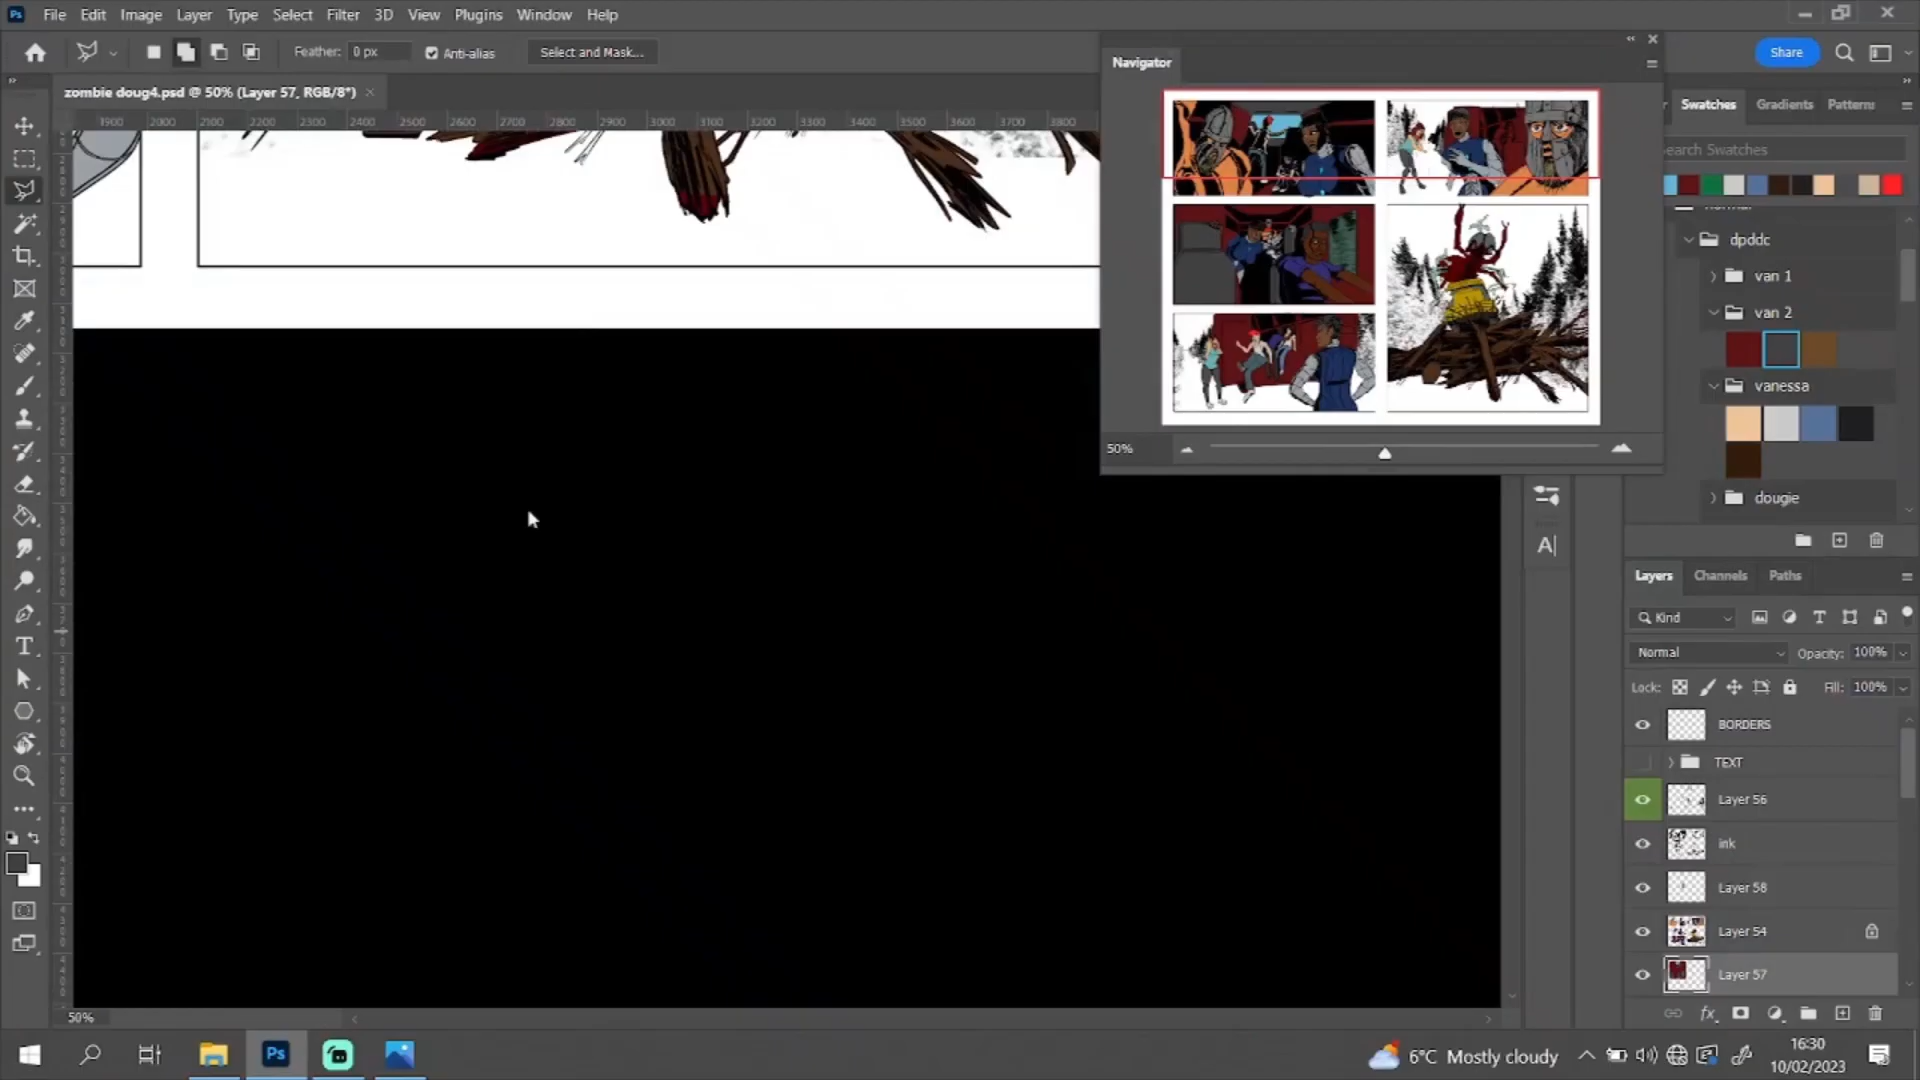 Ps File Edit Image Layer Type Select Filter 3D View Plugins Window Help
Feather: 0 px Anti-alias Select and Mask... Share
zombie doug4.psd @ 50% (Layer 57, RGB/8*)
1900 2000 2100 2200 2300 2400 2500 2600 2700 2800 2900 3000 3100 3200 3300 3400 3500 3600 3700 3800
Navigator
50%
Swatches Gradients Patterns
Search Swatches
dpddc
van 1
van 2
vanessa
dougie
A|
Layers Channels Paths
Kind
Normal Opacity: 100%
Lock: Fill: 100%
BORDERS
TEXT
Layer 56
ink
Layer 58
Layer 54
Layer 57
50%
Ps
6°C Mostly cloudy
16:30
10/02/2023